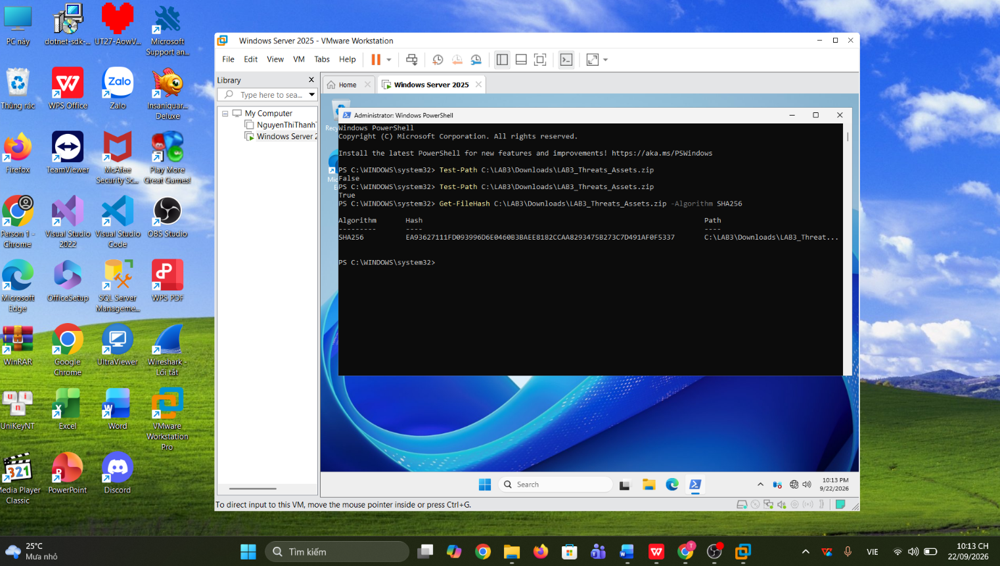 PC này
dotnet-sdk-...
UT27-AowV...
Microsoft Support an...
Thùng rác
WPS Office
Zalo
Insaniquar... Deluxe
Firefox
TeamViewer
McAfee Security Sc...
Play More Great Games!
Person 1 - Chrome
Visual Studio 2022
Visual Studio Code
OBS Studio
Microsoft Edge
OfficeSetup
SQL Server Manageme...
WPS PDF
WinRAR
Google Chrome
UltraViewer
Wireshark - Lối tắt
UniKeyNT
Excel
Word
VMware Workstation Pro
Media Player Classic
PowerPoint
Discord
Windows Server 2025 - VMware Workstation
File Edit View VM Tabs Help
Library
Type here to sea...
My Computer
NguyenThiThanh
Windows Server 2
Home
Windows Server 2025
Administrator: Windows PowerShell
Windows PowerShell
Copyright (C) Microsoft Corporation. All rights reserved.
Install the latest PowerShell for new features and improvements! https://aka.ms/PSWindows
PS C:\WINDOWS\system32> Test-Path C:\LAB3\Downloads\LAB3_Threats_Assets.zip
False
PS C:\WINDOWS\system32> Test-Path C:\LAB3\Downloads\LAB3_Threats_Assets.zip
True
PS C:\WINDOWS\system32> Get-FileHash C:\LAB3\Downloads\LAB3_Threats_Assets.zip -Algorithm SHA256
Algorithm Hash Path
--------- ---- ----
SHA256 EA93627111FD093996D6E0460B3BAEE8182CCAA8293475B273C7D491AF0F5337 C:\LAB3\Downloads\LAB3_Threat...
PS C:\WINDOWS\system32>
Search
10:13 PM
9/22/2026
To direct input to this VM, move the mouse pointer inside or press Ctrl+G.
25°C
Mưa nhỏ
Tìm kiếm
VIE
10:13 CH
22/09/2026